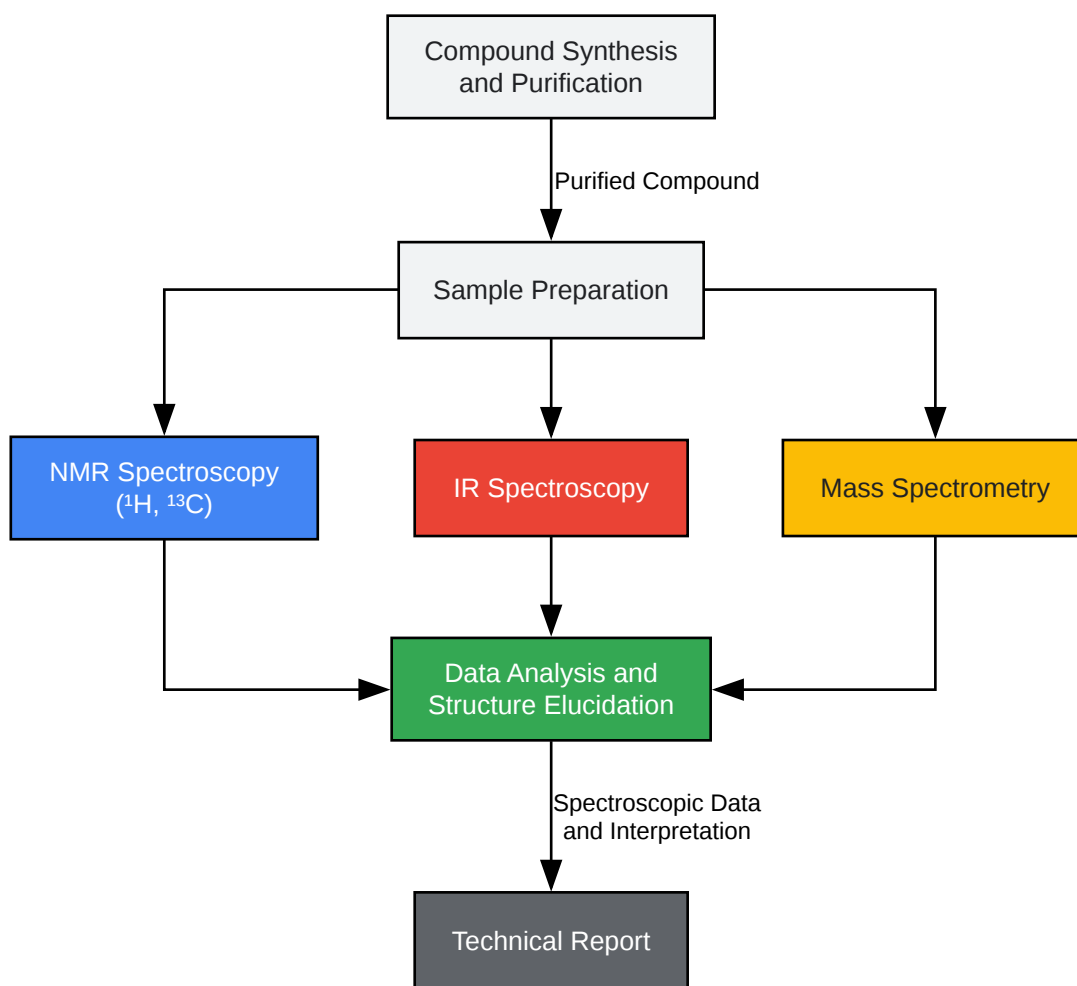 Compound Synthesis
and Purification
Purified Compound
Sample Preparation
NMR Spectroscopy
(¹H, ¹³C)
IR Spectroscopy
Mass Spectrometry
Data Analysis and
Structure Elucidation
Spectroscopic Data
and Interpretation
Technical Report